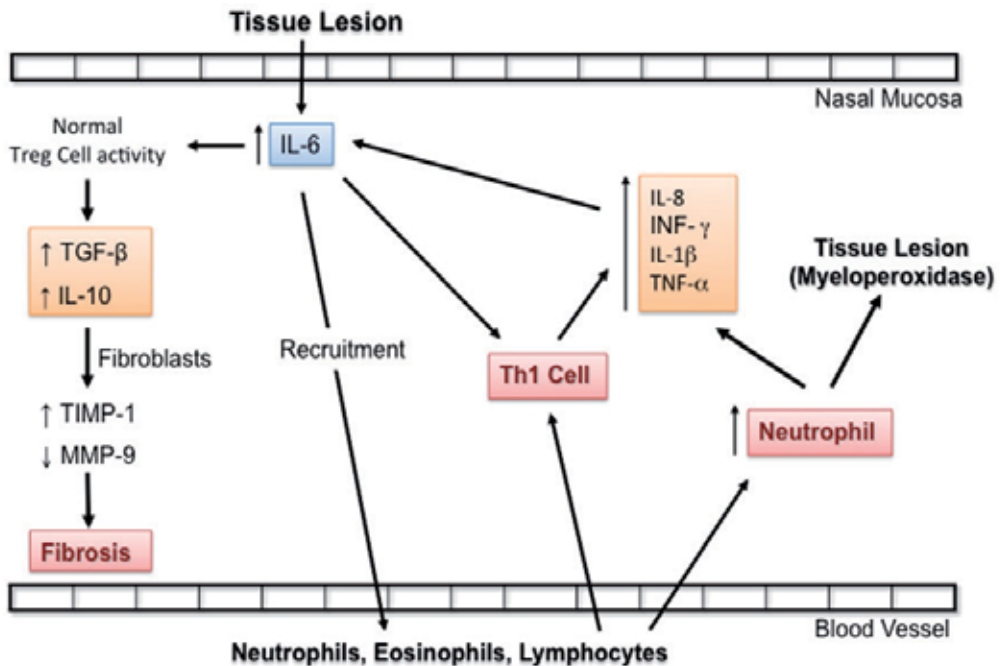 Tissue Lesion
Nasal Mucosa
Normal
Treg Cell activity
↑ IL-6
↑ TGF-β
↑ IL-10
Fibroblasts
↑ TIMP-1
↓ MMP-9
Fibrosis
Recruitment
Th1 Cell
↑ IL-8
INF- γ
IL-1β
TNF-α
Tissue Lesion
(Myeloperoxidase)
↑ Neutrophil
Blood Vessel
Neutrophils, Eosinophils, Lymphocytes